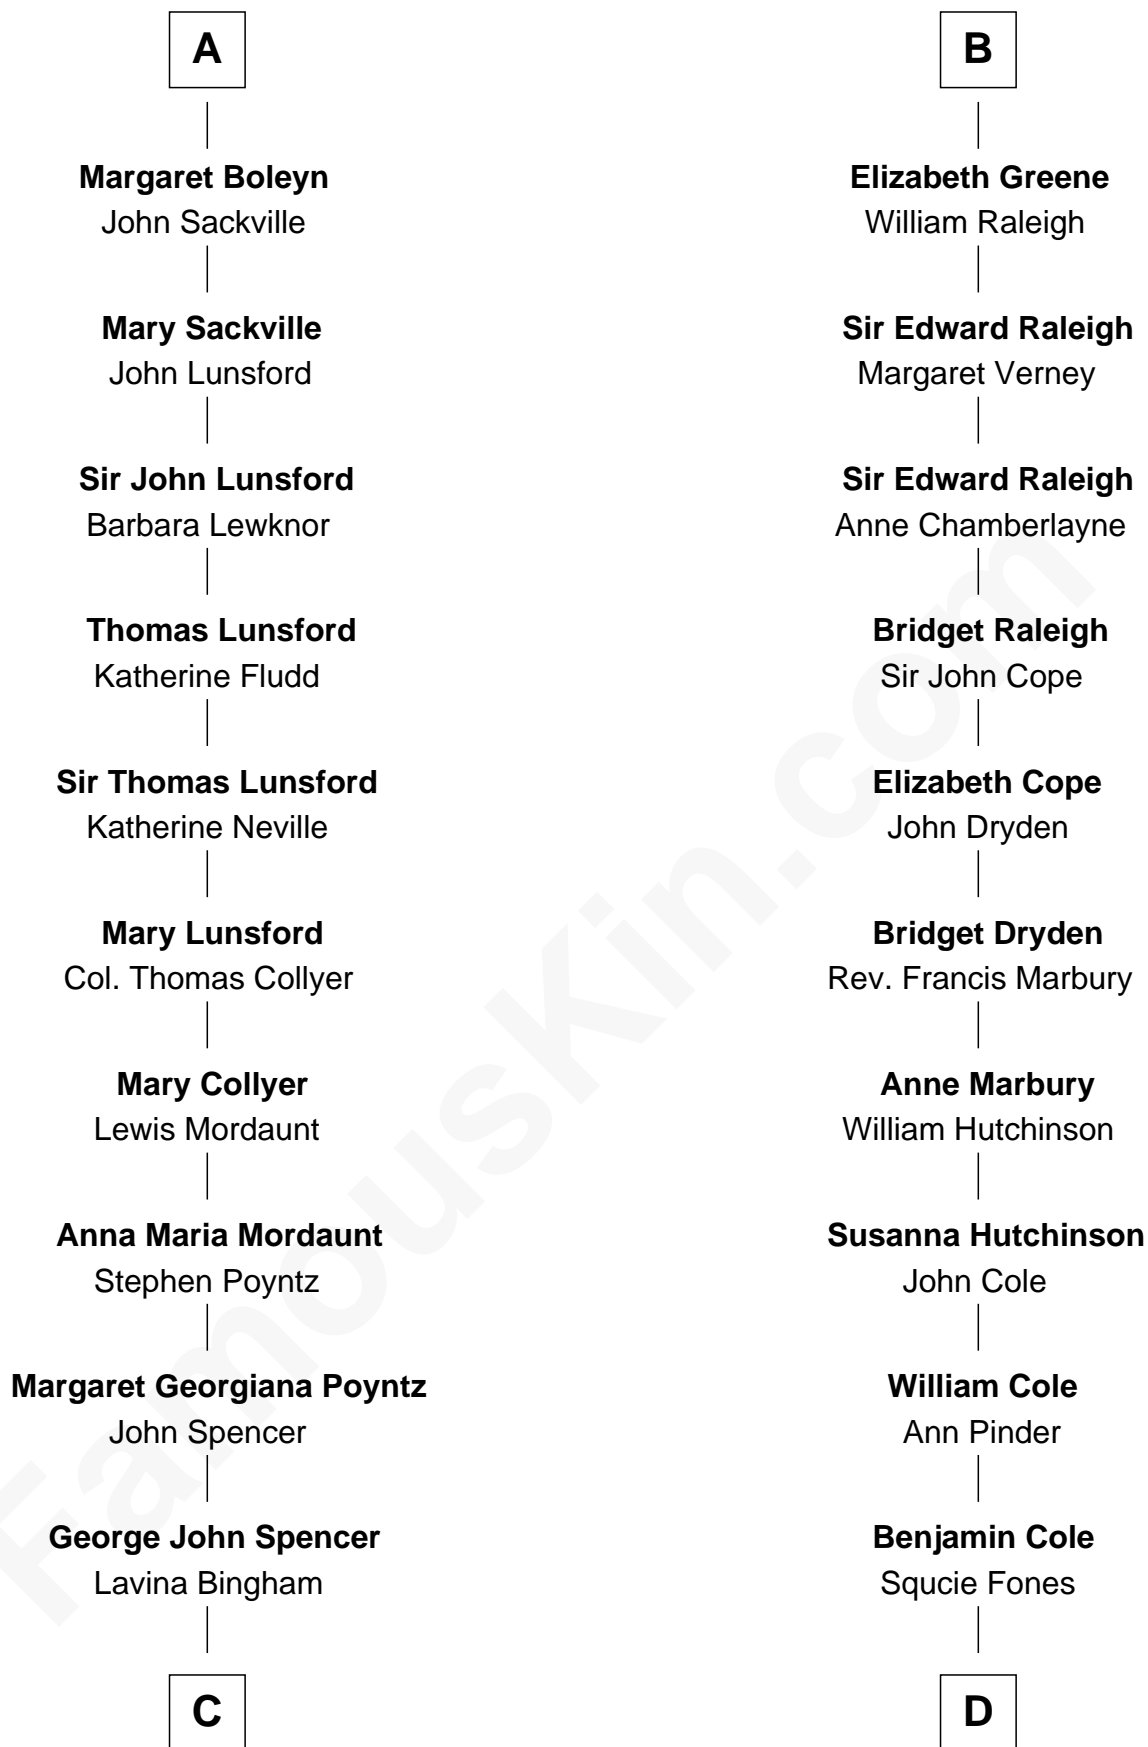 A
Margaret Boleyn
John Sackville
Mary Sackville
John Lunsford
Sir John Lunsford
Barbara Lewknor
Thomas Lunsford
Katherine Fludd
Sir Thomas Lunsford
Katherine Neville
Mary Lunsford
Col. Thomas Collyer
Mary Collyer
Lewis Mordaunt
Anna Maria Mordaunt
Stephen Poyntz
Margaret Georgiana Poyntz
John Spencer
George John Spencer
Lavina Bingham
C
B
Elizabeth Greene
William Raleigh
Sir Edward Raleigh
Margaret Verney
Sir Edward Raleigh
Anne Chamberlayne
Bridget Raleigh
Sir John Cope
Elizabeth Cope
John Dryden
Bridget Dryden
Rev. Francis Marbury
Anne Marbury
William Hutchinson
Susanna Hutchinson
John Cole
William Cole
Ann Pinder
Benjamin Cole
Squcie Fones
D
FamousKin.com